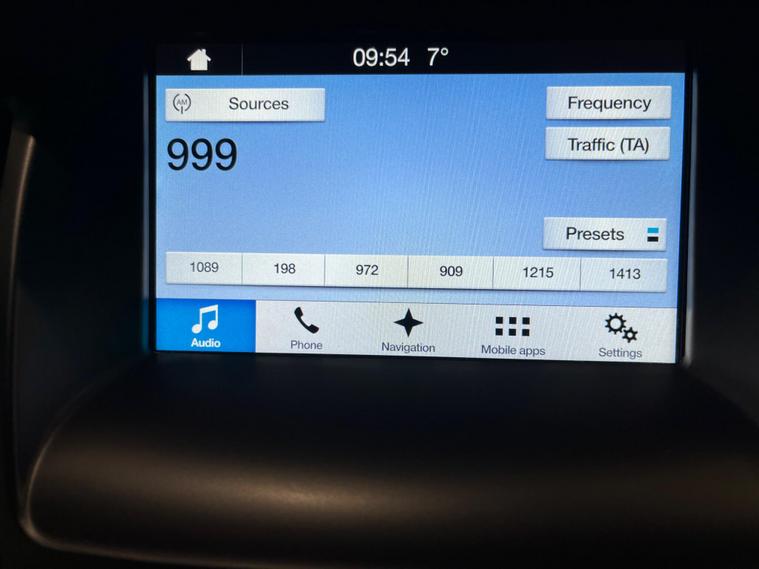 09:54 7°
AM Sources
Frequency
999
Traffic (TA)
Presets
1089 198 972 909 1215 1413
Audio Phone Navigation Mobile apps Settings